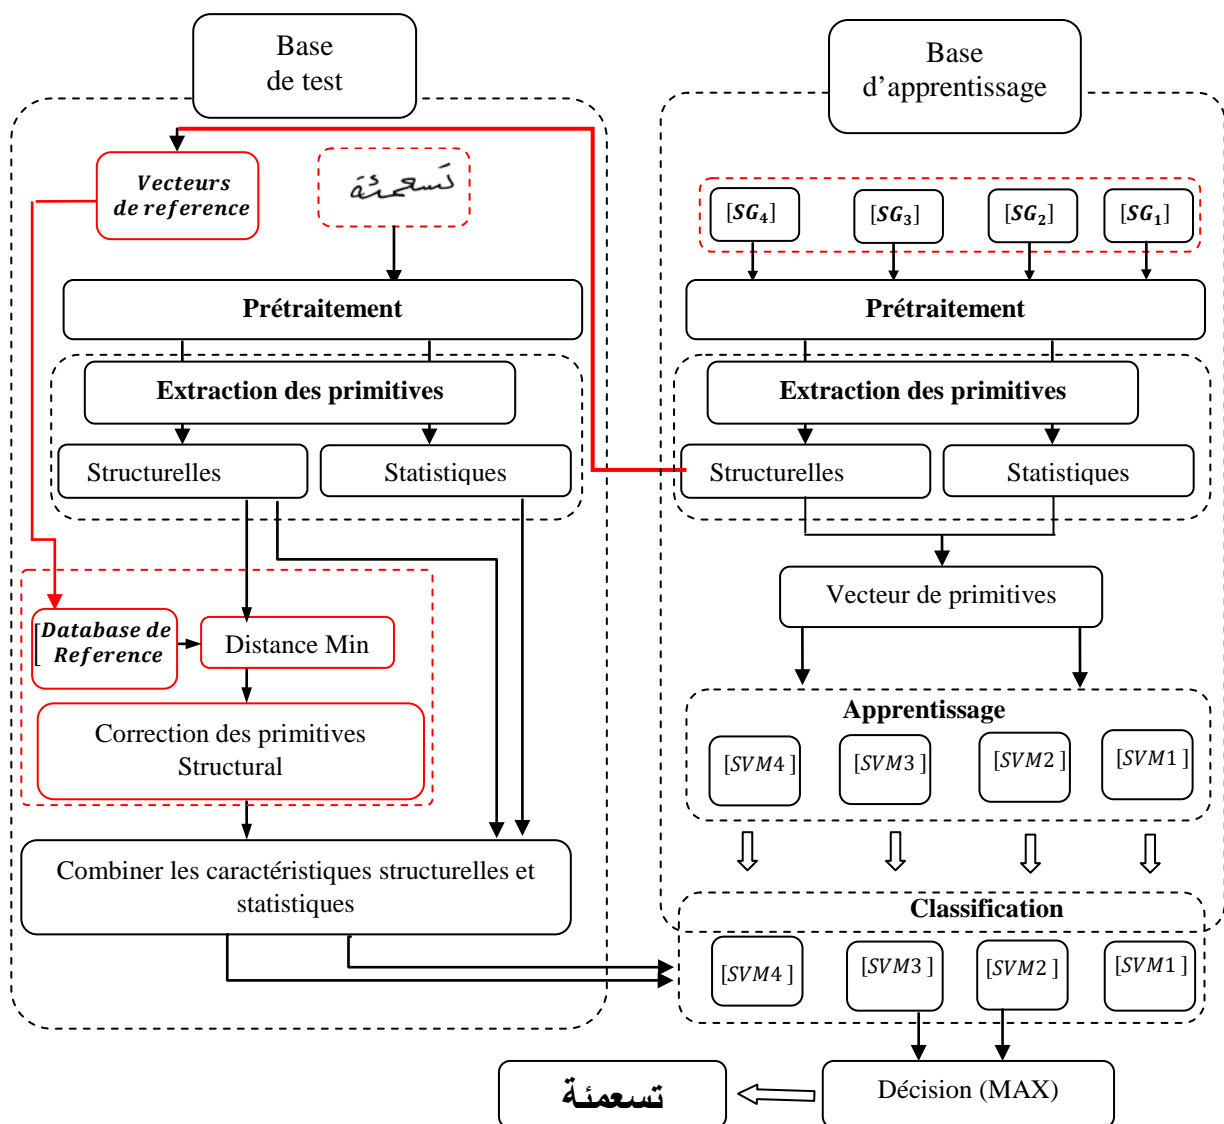 Base
de test
Base
d’apprentissage
Vecteurs
de reference
تسعمئة
[SG₄]
[SG₃]
[SG₂]
[SG₁]
Prétraitement
Prétraitement
Extraction des primitives
Extraction des primitives
Structurelles
Statistiques
Structurelles
Statistiques
Vecteur de primitives
[Database de
Reference
Distance Min
Correction des primitives
Structural
Apprentissage
[SVM4 ]
[SVM3 ]
[SVM2 ]
[SVM1 ]
Combiner les caractéristiques structurelles et
statistiques
Classification
[SVM4 ]
[SVM3 ]
[SVM2 ]
[SVM1 ]
Décision (MAX)
تسعمئة